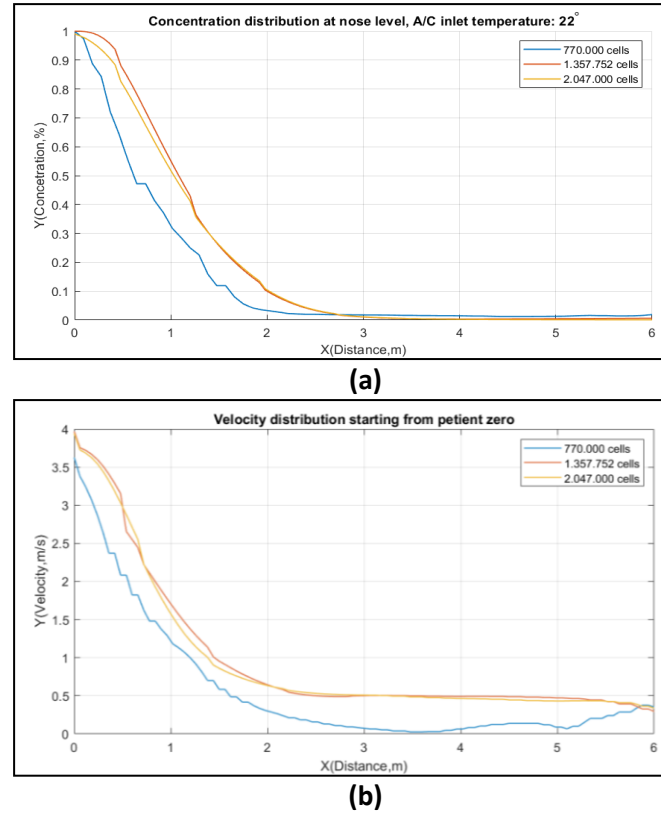 Concentration distribution at nose level, A/C inlet temperature: 22°
770.000 cells
1.357.752 cells
2.047.000 cells
Y(Concetration,%)
1
0.9
0.8
0.7
0.6
0.5
0.4
0.3
0.2
0.1
0
0 1 2 3 4 5 6
X(Distance,m)
(a)
Velocity distribution starting from petient zero
770.000 cells
1.357.752 cells
2.047.000 cells
Y(Velocity,m/s)
4
3.5
3
2.5
2
1.5
1
0.5
0
0 1 2 3 4 5 6
X(Distance,m)
(b)